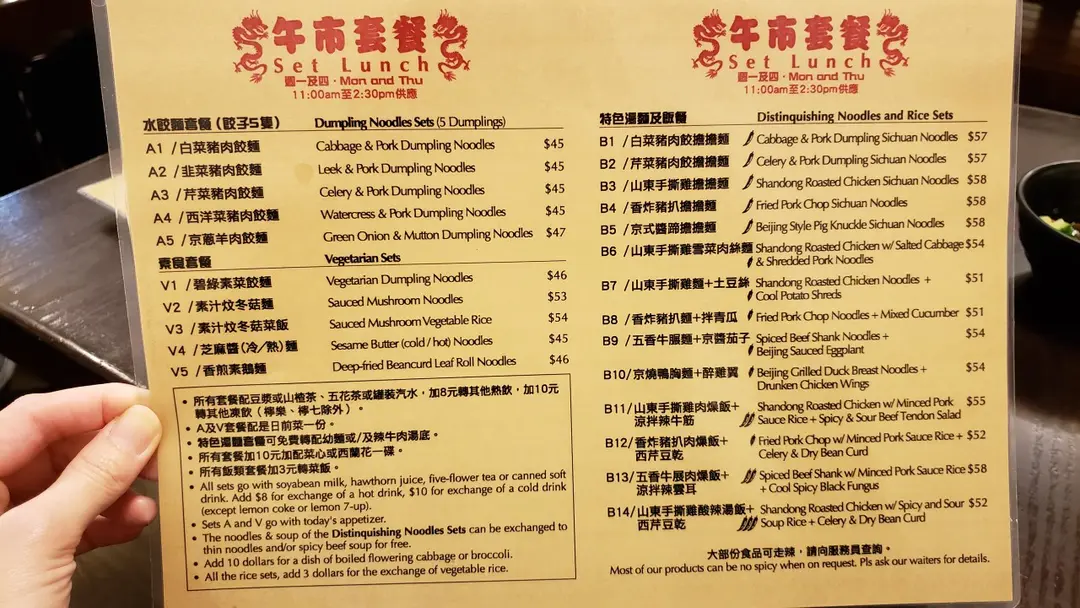 午市套餐
Set Lunch
週一及四 · Mon and Thu
11:00am至2:30pm供應
水餃麵套餐 (餃子5隻) Dumpling Noodles Sets (5 Dumplings)
A1 /白菜豬肉餃麵 Cabbage & Pork Dumpling Noodles $45
A2 /韭菜豬肉餃麵 Leek & Pork Dumpling Noodles $45
A3 /芹菜豬肉餃麵 Celery & Pork Dumpling Noodles $45
A4 /西洋菜豬肉餃麵 Watercress & Pork Dumpling Noodles $45
A5 /京蔥羊肉餃麵 Green Onion & Mutton Dumpling Noodles $47
素食套餐 Vegetarian Sets
V1 /碧綠素菜餃麵 Vegetarian Dumpling Noodles $46
V2 /素汁炆冬菇麵 Sauced Mushroom Noodles $53
V3 /素汁炆冬菇菜飯 Sauced Mushroom Vegetable Rice $54
V4 /芝麻醬(冷/熱)麵 Sesame Butter (cold / hot) Noodles $45
V5 /香煎素鵝麵 Deep-fried Beancurd Leaf Roll Noodles $46
• 所有套餐配豆漿或山楂茶、五花茶或罐裝汽水，加8元轉其他熱飲，加10元
轉其他凍飲（檸樂、檸七除外）。
• A及V套餐配是日前菜一份。
• 特色湯麵套餐可免費轉配幼麵或/及辣牛肉湯底。
• 所有套餐加10元加配菜心或西蘭花一碟。
• 所有飯類套餐加3元轉菜飯。
• All sets go with soyabean milk, hawthorn juice, five-flower tea or canned soft
drink. Add $8 for exchange of a hot drink, $10 for exchange of a cold drink
(except lemon coke or lemon 7-up).
• Sets A and V go with today's appetizer.
• The noodles & soup of the Distinquishing Noodles Sets can be exchanged to
thin noodles and/or spicy beef soup for free.
• Add 10 dollars for a dish of boiled flowering cabbage or broccoli.
• All the rice sets, add 3 dollars for the exchange of vegetable rice.
午市套餐
Set Lunch
週一及四 · Mon and Thu
11:00am至2:30pm供應
特色湯麵及飯餐 Distinquishing Noodles and Rice Sets
B1 /白菜豬肉餃擔擔麵 Cabbage & Pork Dumpling Sichuan Noodles $57
B2 /芹菜豬肉餃擔擔麵 Celery & Pork Dumpling Sichuan Noodles $57
B3 /山東手撕雞擔擔麵 Shandong Roasted Chicken Sichuan Noodles $58
B4 /香炸豬扒擔擔麵 Fried Pork Chop Sichuan Noodles $58
B5 /京式醬蹄擔擔麵 Beijing Style Pig Knuckle Sichuan Noodles $58
B6 /山東手撕雞雪菜肉絲麵 Shandong Roasted Chicken w/ Salted Cabbage $54
& Shredded Pork Noodles
B7 /山東手撕雞麵+土豆絲 Shandong Roasted Chicken Noodles + $51
Cool Potato Shreds
B8 /香炸豬扒麵+拌青瓜 Fried Pork Chop Noodles + Mixed Cucumber $51
B9 /五香牛𦟌麵+京醬茄子 Spiced Beef Shank Noodles + $54
Beijing Sauced Eggplant
B10/京燒鴨胸麵+醉雞翼 Beijing Grilled Duck Breast Noodles + $54
Drunken Chicken Wings
B11/山東手撕雞肉燥飯+ Shandong Roasted Chicken w/ Minced Pork $55
涼拌辣牛筋 Sauce Rice + Spicy & Sour Beef Tendon Salad
B12/香炸豬扒肉燥飯+ Fried Pork Chop w/ Minced Pork Sauce Rice + $52
西芹豆乾 Celery & Dry Bean Curd
B13/五香牛展肉燥飯+ Spiced Beef Shank w/ Minced Pork Sauce Rice $58
涼拌辣雲耳 + Cool Spicy Black Fungus
B14/山東手撕雞酸辣湯飯+ Shandong Roasted Chicken w/ Spicy and Sour $52
西芹豆乾 Soup Rice + Celery & Dry Bean Curd
大部份食品可走辣，請向服務員查詢。
Most of our products can be no spicy when on request. Pls ask our waiters for details.